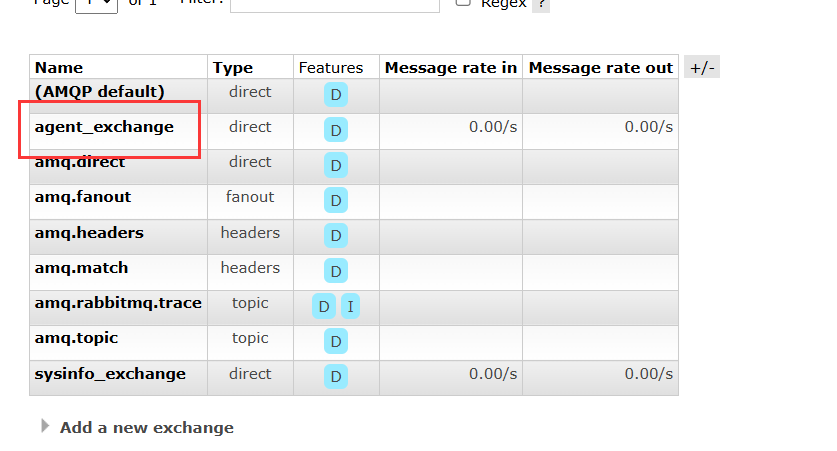 Page 1 of 1 Filter: Regex ?
Name Type Features Message rate in Message rate out +/-
(AMQP default) direct D
agent_exchange direct D 0.00/s 0.00/s
amq.direct direct D
amq.fanout fanout D
amq.headers headers D
amq.match headers D
amq.rabbitmq.trace topic D I
amq.topic topic D
sysinfo_exchange direct D 0.00/s 0.00/s
Add a new exchange